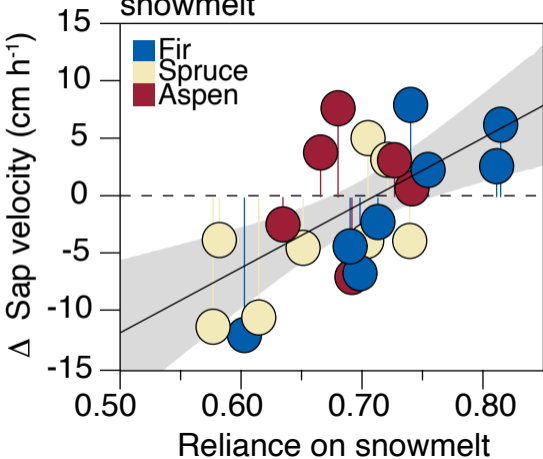 snowmelt
15
10
5
0
-5
-10
-15
Δ Sap velocity (cm h⁻¹)
Fir
Spruce
Aspen
0.50 0.60 0.70 0.80
Reliance on snowmelt